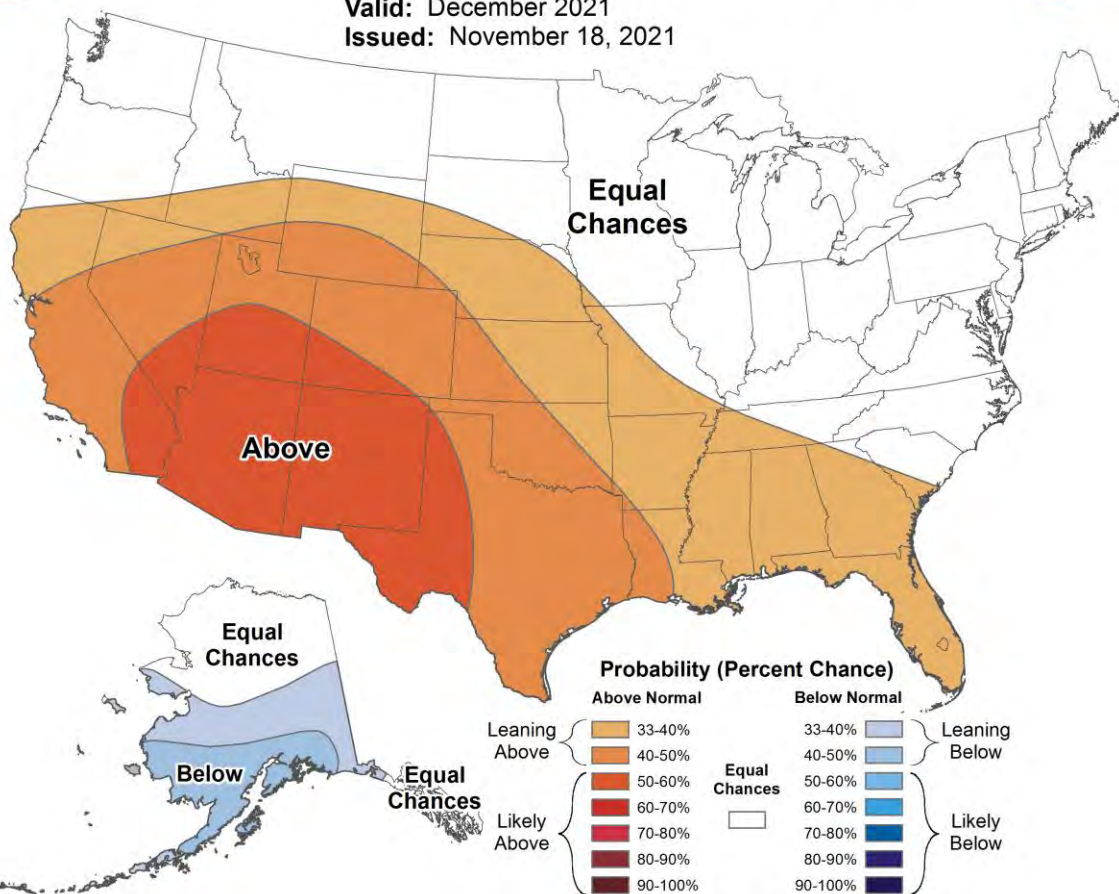 Valid: December 2021
Issued: November 18, 2021
Equal
Chances
Above
Equal
Chances
Below
Equal
Chances
Probability (Percent Chance)
Above Normal
Below Normal
Leaning
Above
33-40%
40-50%
50-60%
60-70%
70-80%
80-90%
90-100%
Likely
Above
Equal
Chances
33-40%
40-50%
50-60%
60-70%
70-80%
80-90%
90-100%
Leaning
Below
Likely
Below